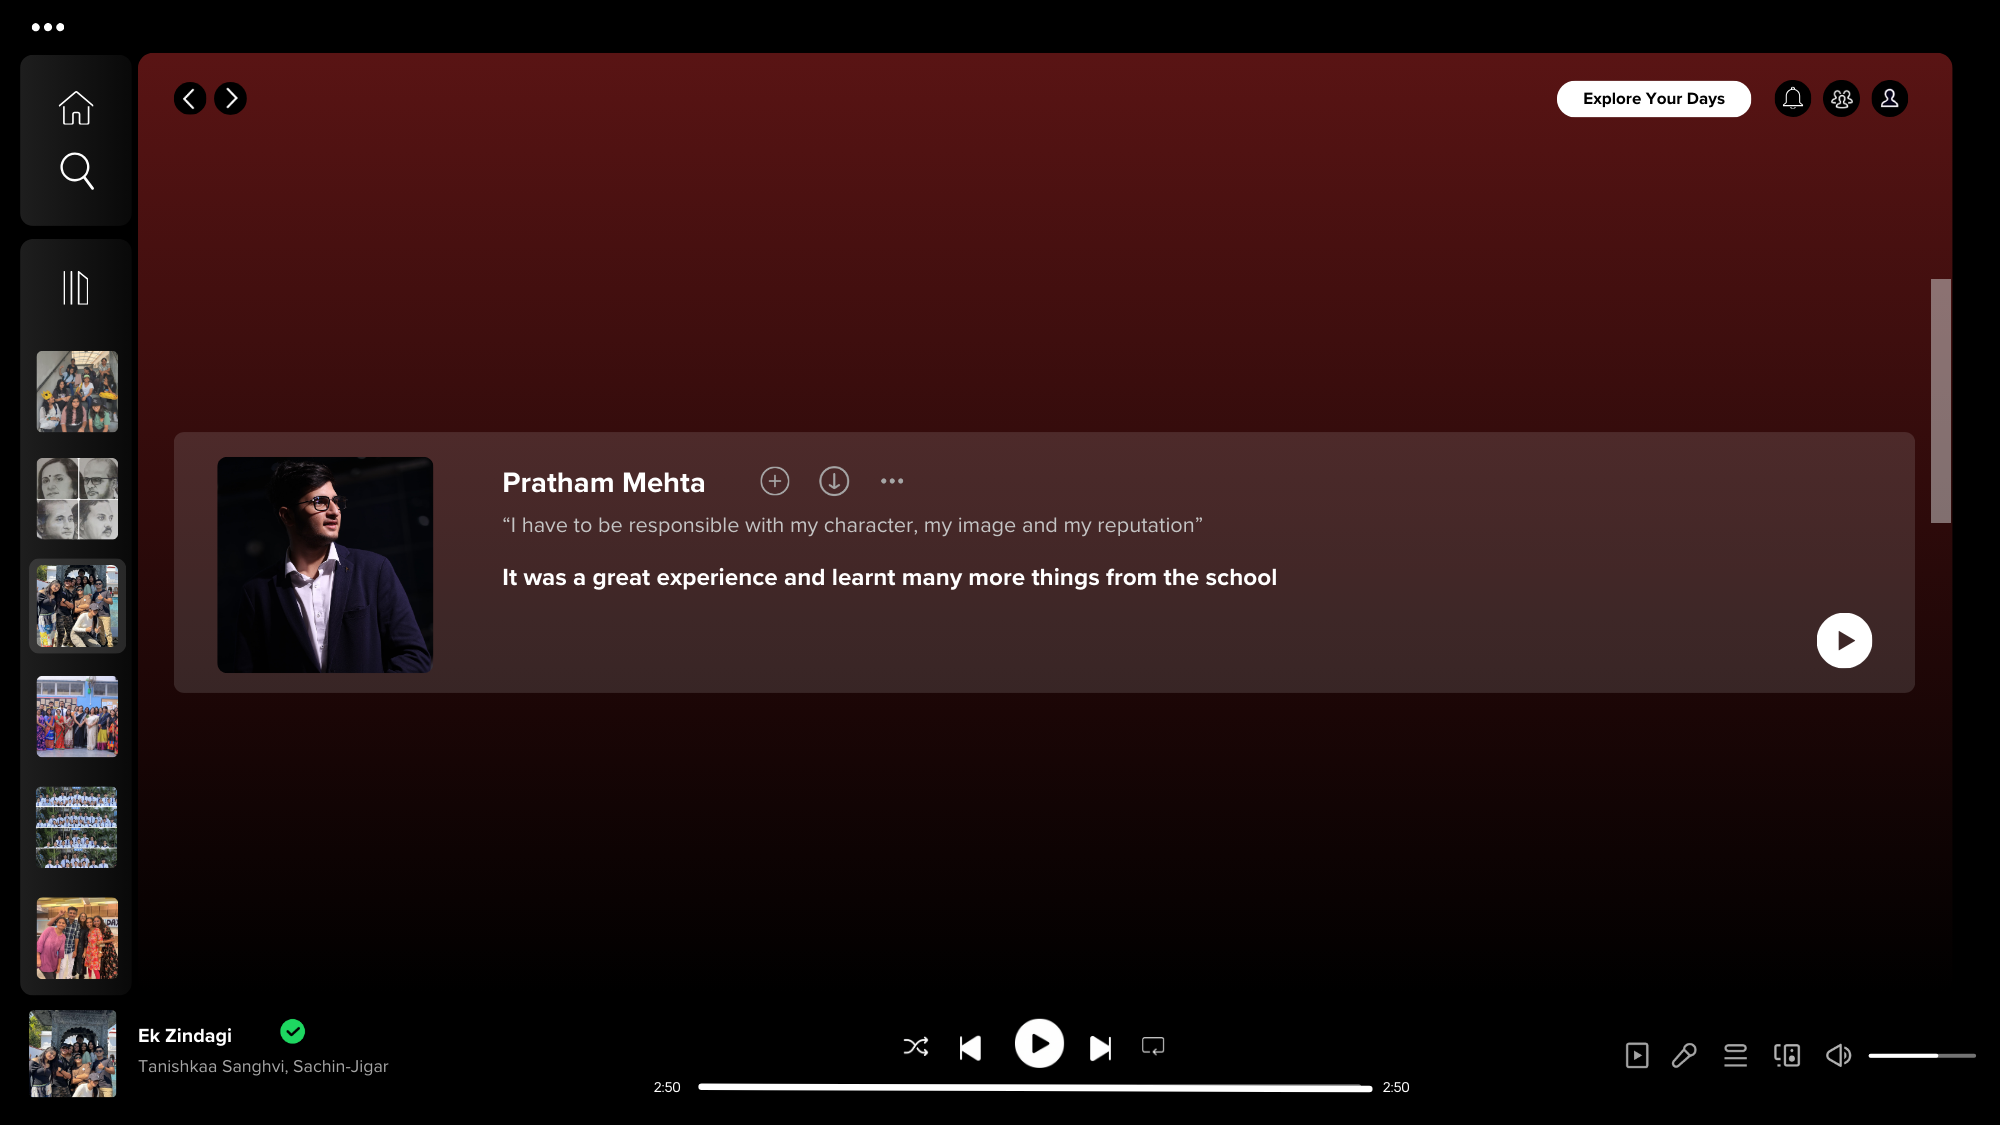 Explore Your Days
Pratham Mehta
“I have to be responsible with my character, my image and my reputation”
It was a great experience and learnt many more things from the school
Ek Zindagi
Tanishkaa Sanghvi, Sachin-Jigar
2:50
2:50